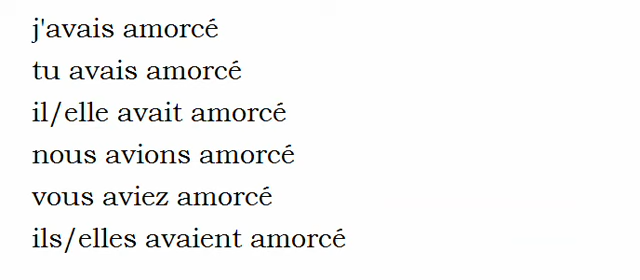 j'avais amorcé
tu avais amorcé
il/elle avait amorcé
nous avions amorcé
vous aviez amorcé
ils/elles avaient amorcé